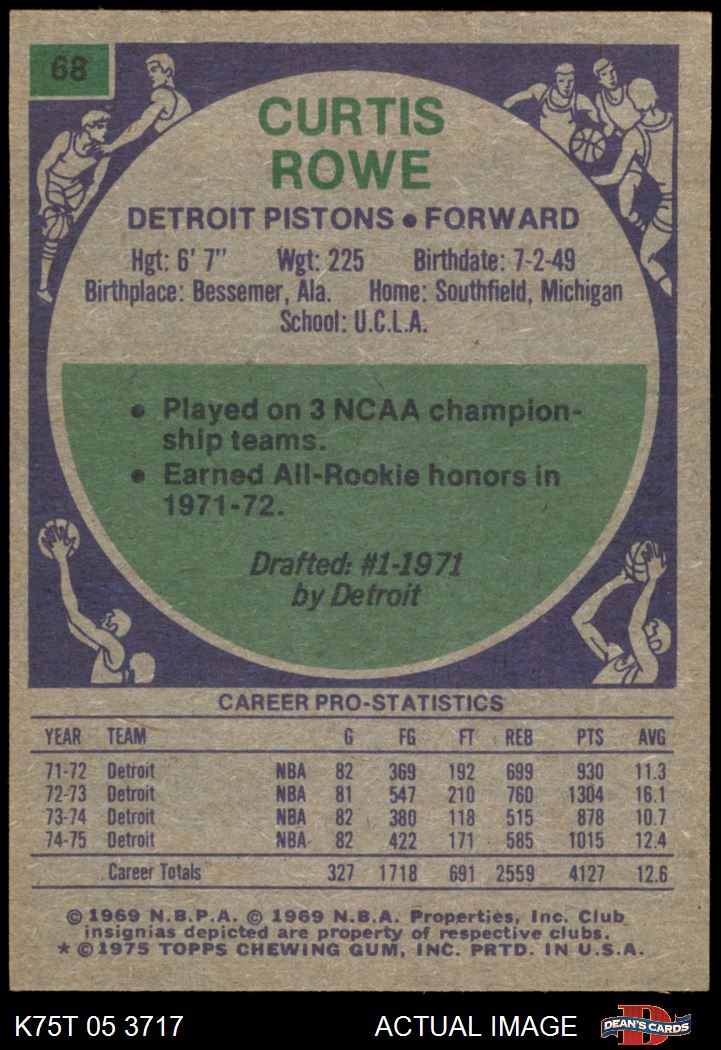 68
CURTIS
ROWE
DETROIT PISTONS • FORWARD
Hgt: 6' 7" Wgt: 225 Birthdate: 7-2-49
Birthplace: Bessemer, Ala. Home: Southfield, Michigan
School: U.C.L.A.
• Played on 3 NCAA champion-
ship teams.
• Earned All-Rookie honors in
1971-72.
Drafted: #1-1971
by Detroit
CAREER PRO-STATISTICS
YEAR TEAM G FG FT REB PTS AVG
71-72 Detroit NBA 82 369 192 699 930 11.3
72-73 Detroit NBA 81 547 210 760 1304 16.1
73-74 Detroit NBA 82 380 118 515 878 10.7
74-75 Detroit NBA 82 422 171 585 1015 12.4
Career Totals 327 1718 691 2559 4127 12.6
© 1969 N.B.P.A. © 1969 N.B.A. Properties, Inc. Club
insignias depicted are property of respective clubs.
* © 1975 TOPPS CHEWING GUM, INC. PRTD. IN U.S.A.
K75T 05 3717 ACTUAL IMAGE D DEAN'S CARDS